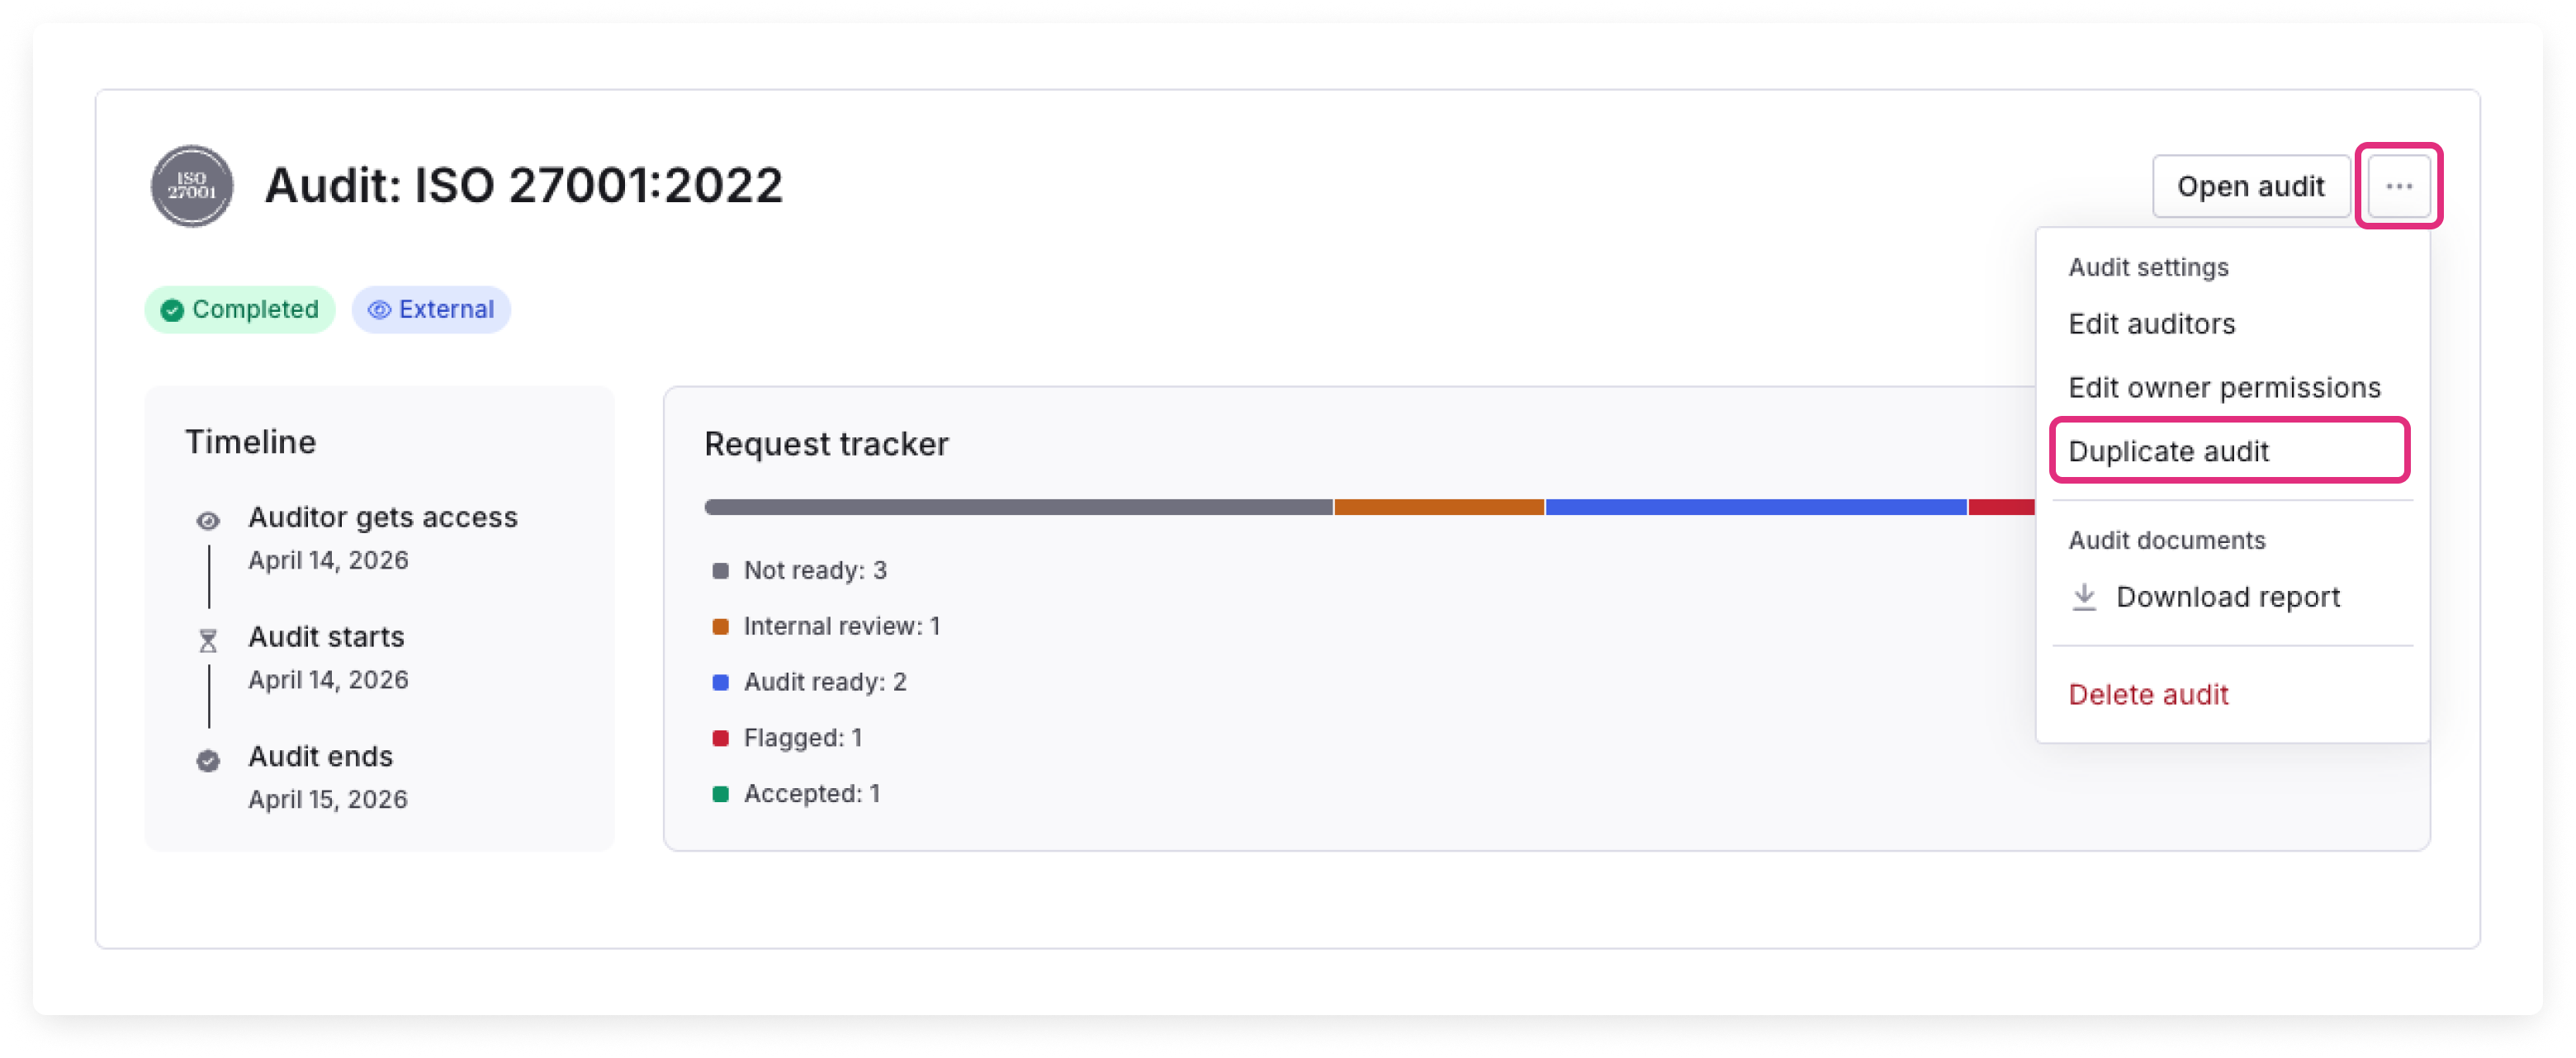 ISO
27001
Audit: ISO 27001:2022
Open audit
...
Completed
External
Timeline
Auditor gets access
April 14, 2026
Audit starts
April 14, 2026
Audit ends
April 15, 2026
Request tracker
Not ready: 3
Internal review: 1
Audit ready: 2
Flagged: 1
Accepted: 1
Audit settings
Edit auditors
Edit owner permissions
Duplicate audit
Audit documents
Download report
Delete audit